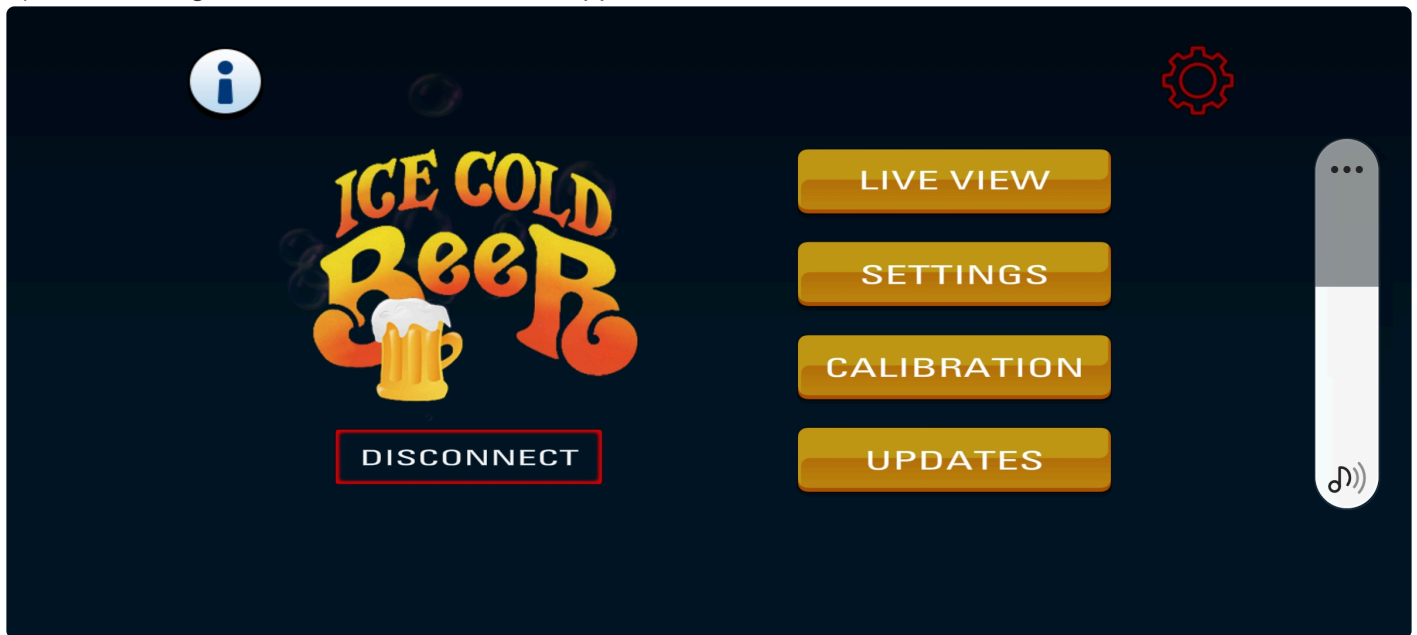 ICE COLD
BeeR
DISCONNECT
LIVE VIEW
SETTINGS
CALIBRATION
UPDATES